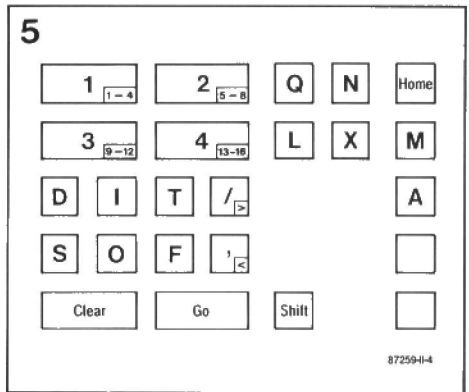 5
1 1–4 2 5–8 Q N Home
3 9–12 4 13-16 L X M
D I T / > A
S O F , <
Clear Go Shift
87259-II-4